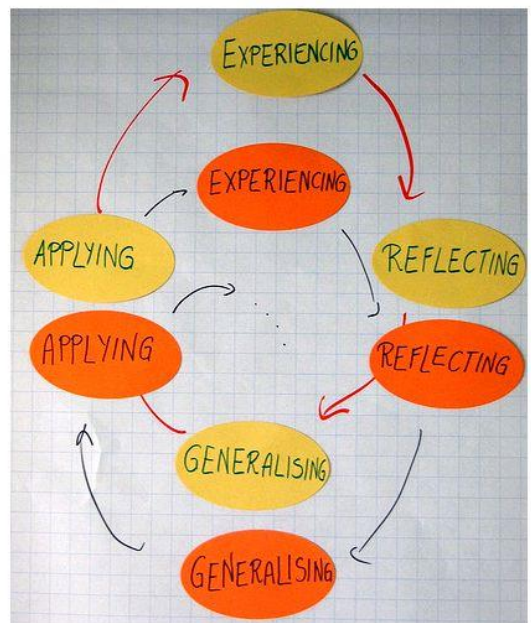 EXPERIENCING
EXPERIENCING
APPLYING
REFLECTING
APPLYING
REFLECTING
GENERALISING
GENERALISING